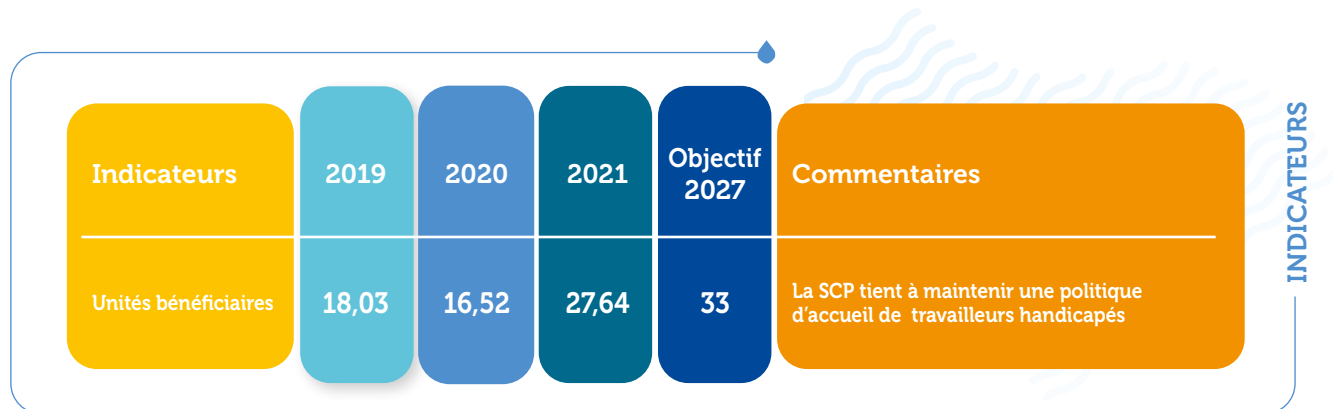 Indicateurs
2019
2020
2021
Objectif
2027
Commentaires
Unités bénéficiaires
18,03
16,52
27,64
33
La SCP tient à maintenir une politique
d’accueil de travailleurs handicapés
INDICATEURS